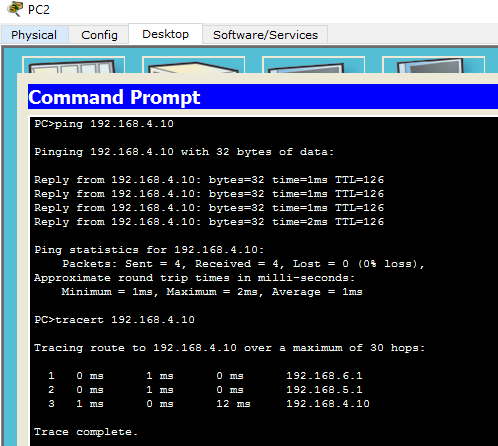 PC2
Physical Config Desktop Software/Services
Command Prompt
PC>ping 192.168.4.10
Pinging 192.168.4.10 with 32 bytes of data:
Reply from 192.168.4.10: bytes=32 time=1ms TTL=126
Reply from 192.168.4.10: bytes=32 time=1ms TTL=126
Reply from 192.168.4.10: bytes=32 time=1ms TTL=126
Reply from 192.168.4.10: bytes=32 time=2ms TTL=126
Ping statistics for 192.168.4.10:
Packets: Sent = 4, Received = 4, Lost = 0 (0% loss),
Approximate round trip times in milli-seconds:
Minimum = 1ms, Maximum = 2ms, Average = 1ms
PC>tracert 192.168.4.10
Tracing route to 192.168.4.10 over a maximum of 30 hops:
1 0 ms 1 ms 0 ms 192.168.6.1
2 0 ms 1 ms 0 ms 192.168.5.1
3 1 ms 0 ms 12 ms 192.168.4.10
Trace complete.